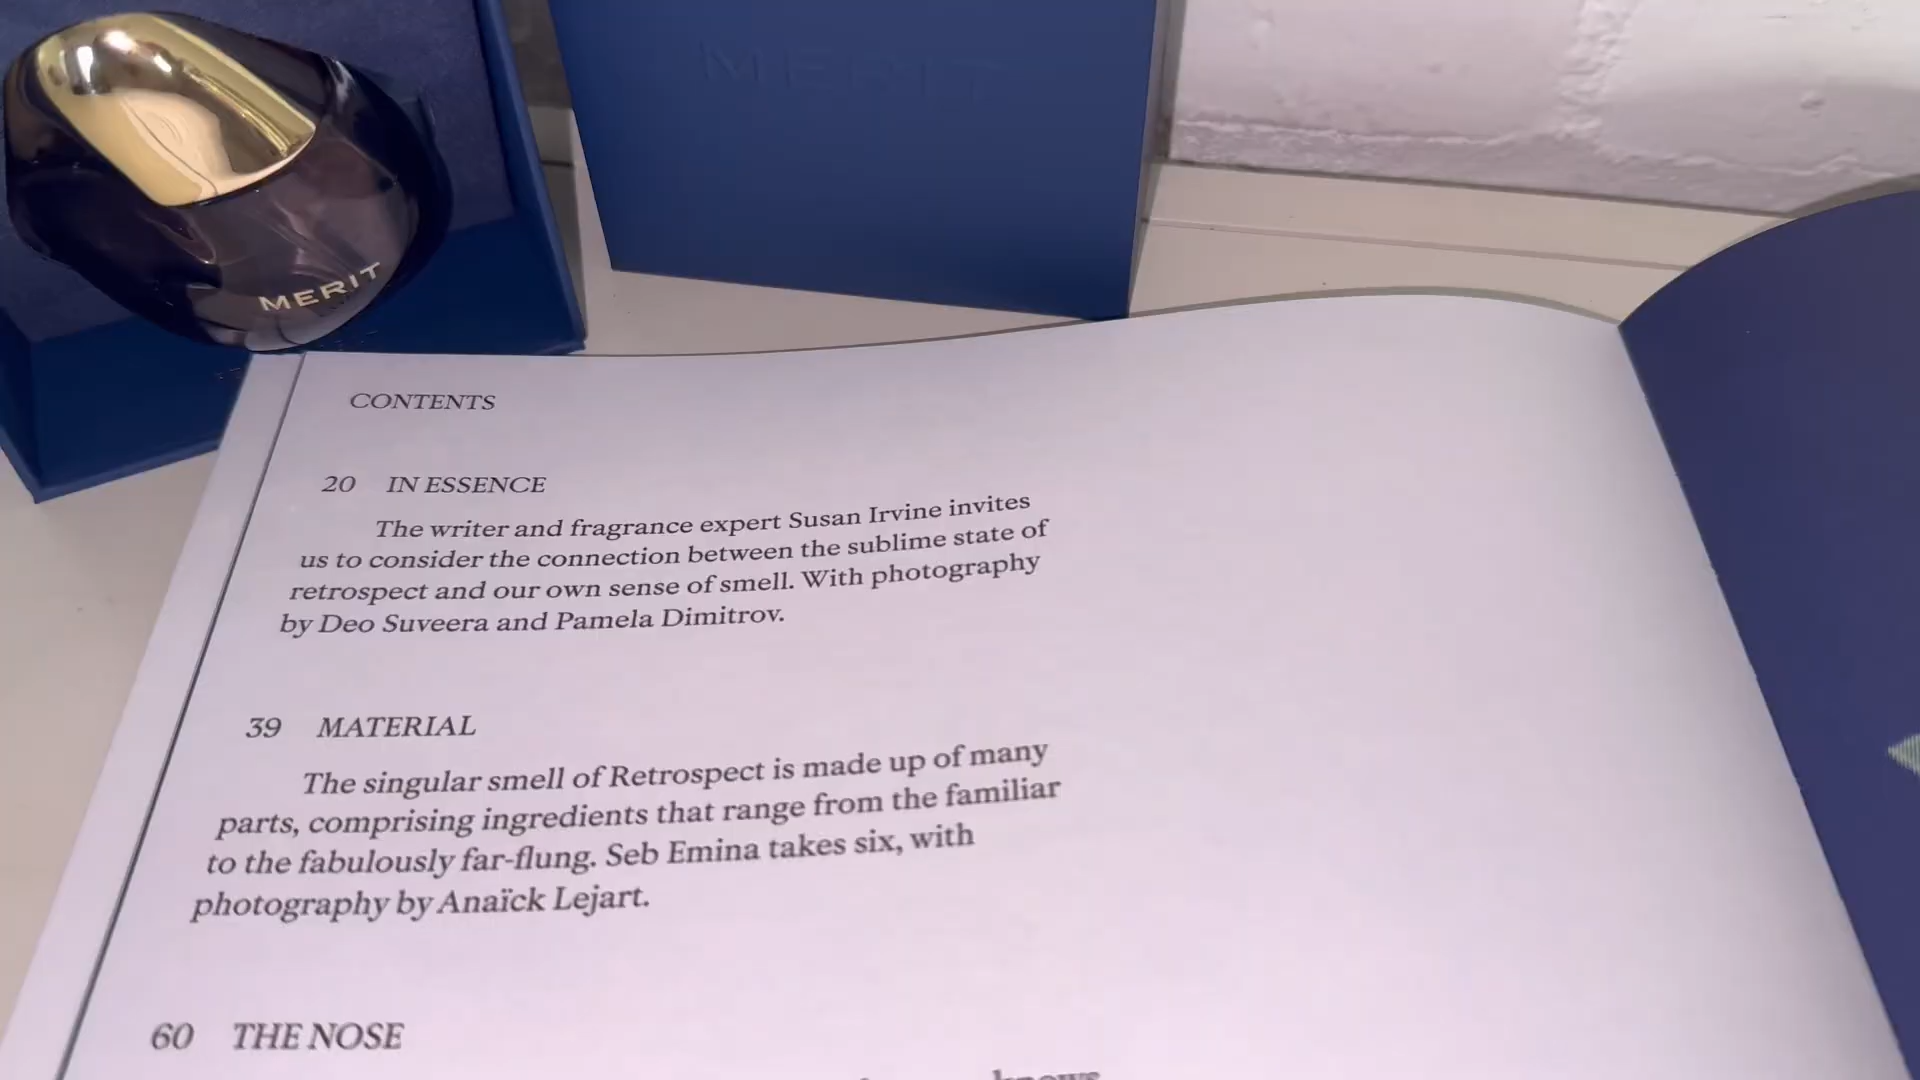 MERIT
MERIT
CONTENTS
20 IN ESSENCE
The writer and fragrance expert Susan Irvine invites
us to consider the connection between the sublime state of
retrospect and our own sense of smell. With photography
by Deo Suveera and Pamela Dimitrov.
39 MATERIAL
The singular smell of Retrospect is made up of many
parts, comprising ingredients that range from the familiar
to the fabulously far-flung. Seb Emina takes six, with
photography by Anaïck Lejart.
60 THE NOSE
knows